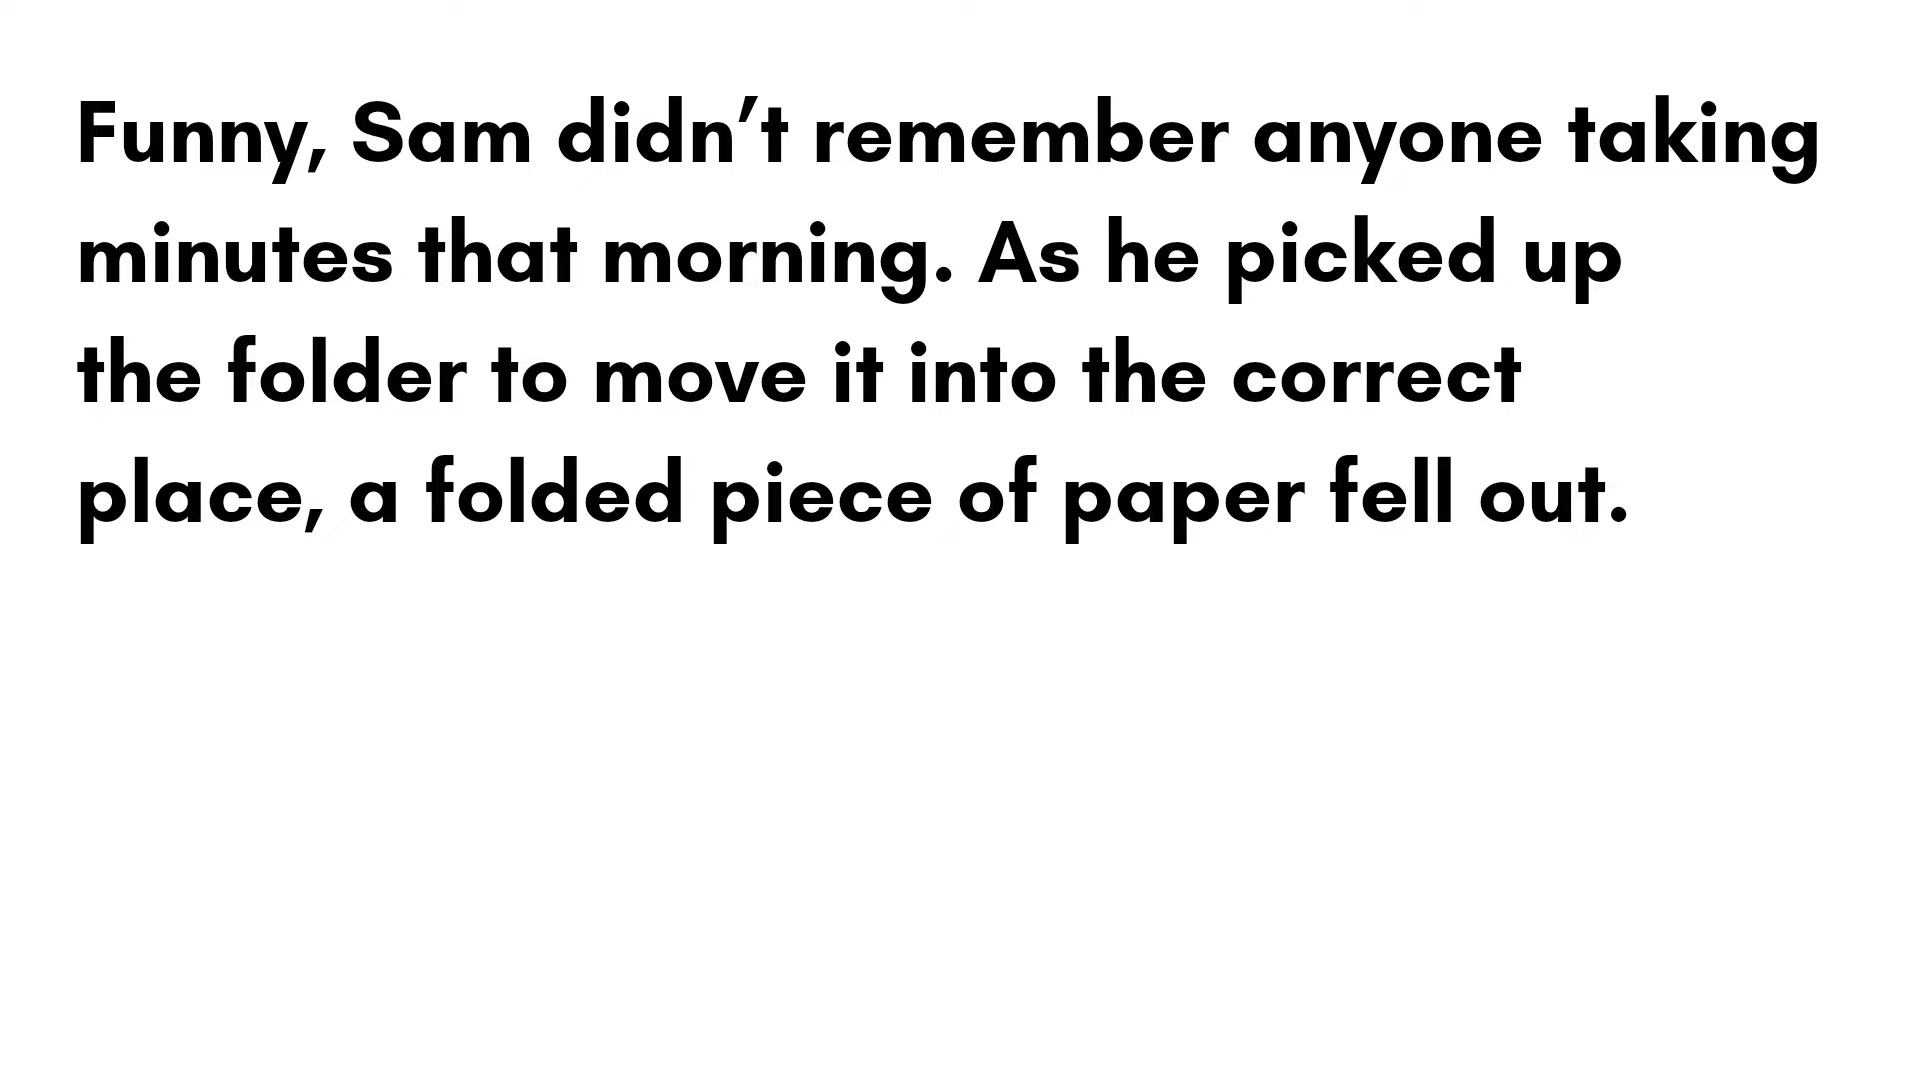 Funny, Sam didn’t remember anyone taking
minutes that morning. As he picked up
the folder to move it into the correct
place, a folded piece of paper fell out.